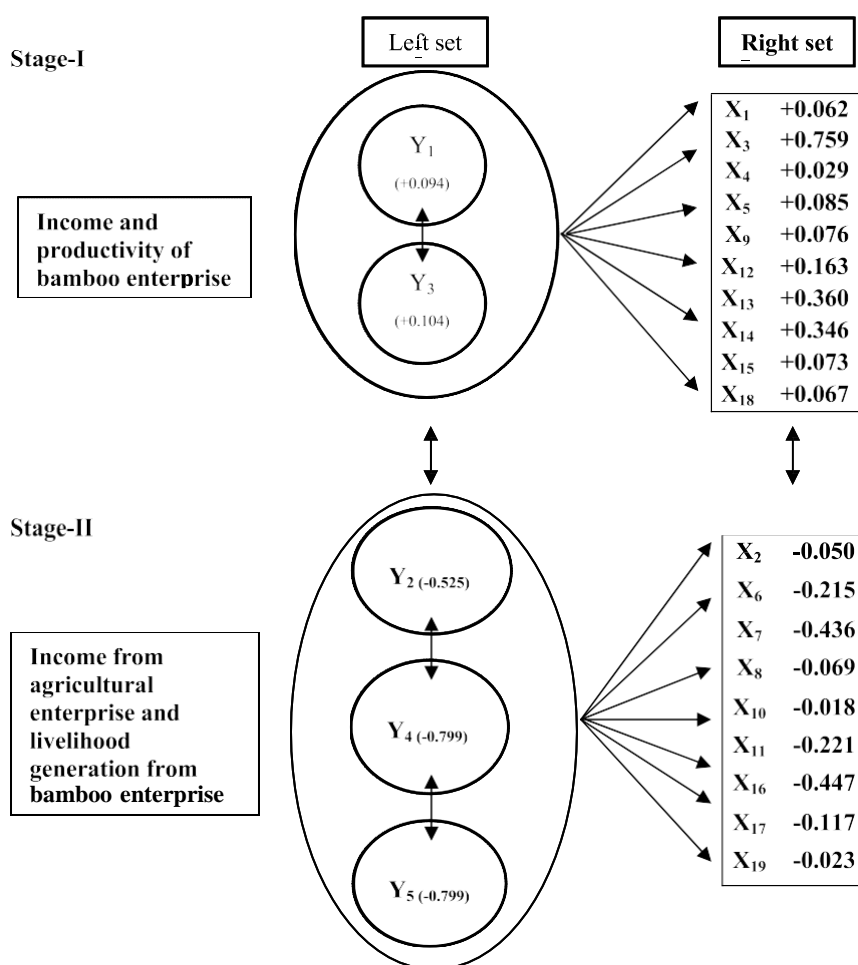 Left set
Right set
Stage-I
Y1
(+0.094)
Y3
(+0.104)
Income and
productivity of
bamboo enterprise
X1 +0.062
X3 +0.759
X4 +0.029
X5 +0.085
X9 +0.076
X12 +0.163
X13 +0.360
X14 +0.346
X15 +0.073
X18 +0.067
Stage-II
Y2 (-0.525)
Y4 (-0.799)
Y5 (-0.799)
Income from
agricultural
enterprise and
livelihood
generation from
bamboo enterprise
X2 -0.050
X6 -0.215
X7 -0.436
X8 -0.069
X10 -0.018
X11 -0.221
X16 -0.447
X17 -0.117
X19 -0.023